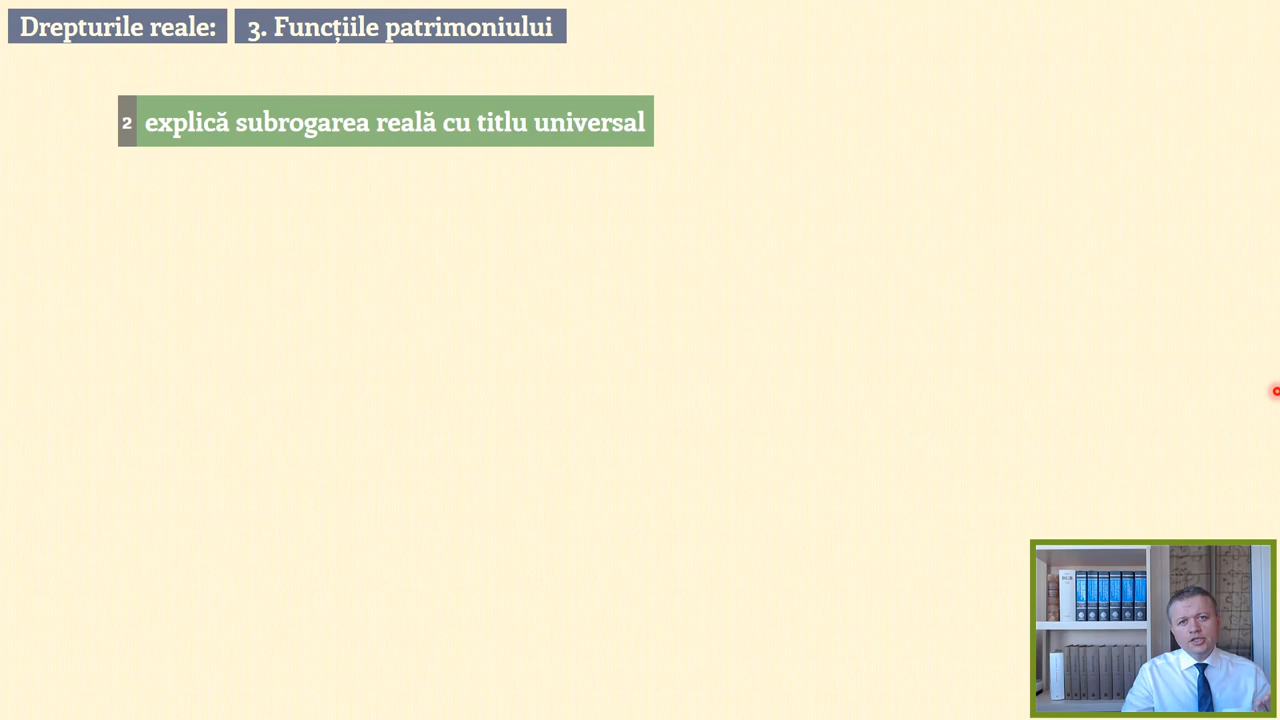 Drepturile reale: 3. Funcțiile patrimoniului
2 explică subrogarea reală cu titlu universal